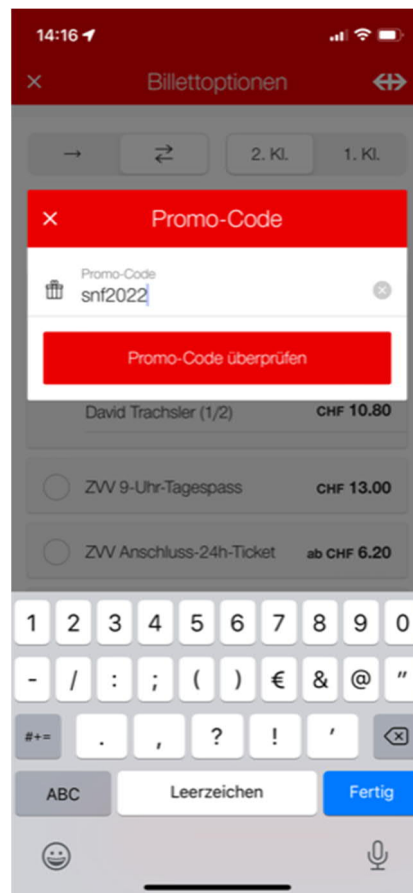 14:16
Billettoptionen
→ ⇄ 2. Kl. 1. Kl.
Promo-Code
Promo-Code
snf2022
Promo-Code überprüfen
David Trachsler (1/2) CHF 10.80
ZVV 9-Uhr-Tagespass CHF 13.00
ZVV Anschluss-24h-Ticket ab CHF 6.20
1 2 3 4 5 6 7 8 9 0
- / : ; ( ) € & @ "
#+= . , ? ! '
ABC Leerzeichen Fertig